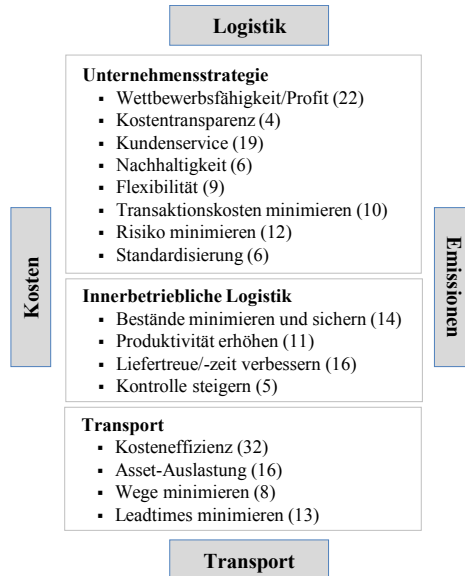 Logistik
Unternehmensstrategie
▪ Wettbewerbsfähigkeit/Profit (22)
▪ Kostentransparenz (4)
▪ Kundenservice (19)
▪ Nachhaltigkeit (6)
▪ Flexibilität (9)
▪ Transaktionskosten minimieren (10)
▪ Risiko minimieren (12)
▪ Standardisierung (6)
Kosten
Emissionen
Innerbetriebliche Logistik
▪ Bestände minimieren und sichern (14)
▪ Produktivität erhöhen (11)
▪ Liefertreue/-zeit verbessern (16)
▪ Kontrolle steigern (5)
Transport
▪ Kosteneffizienz (32)
▪ Asset-Auslastung (16)
▪ Wege minimieren (8)
▪ Leadtimes minimieren (13)
Transport